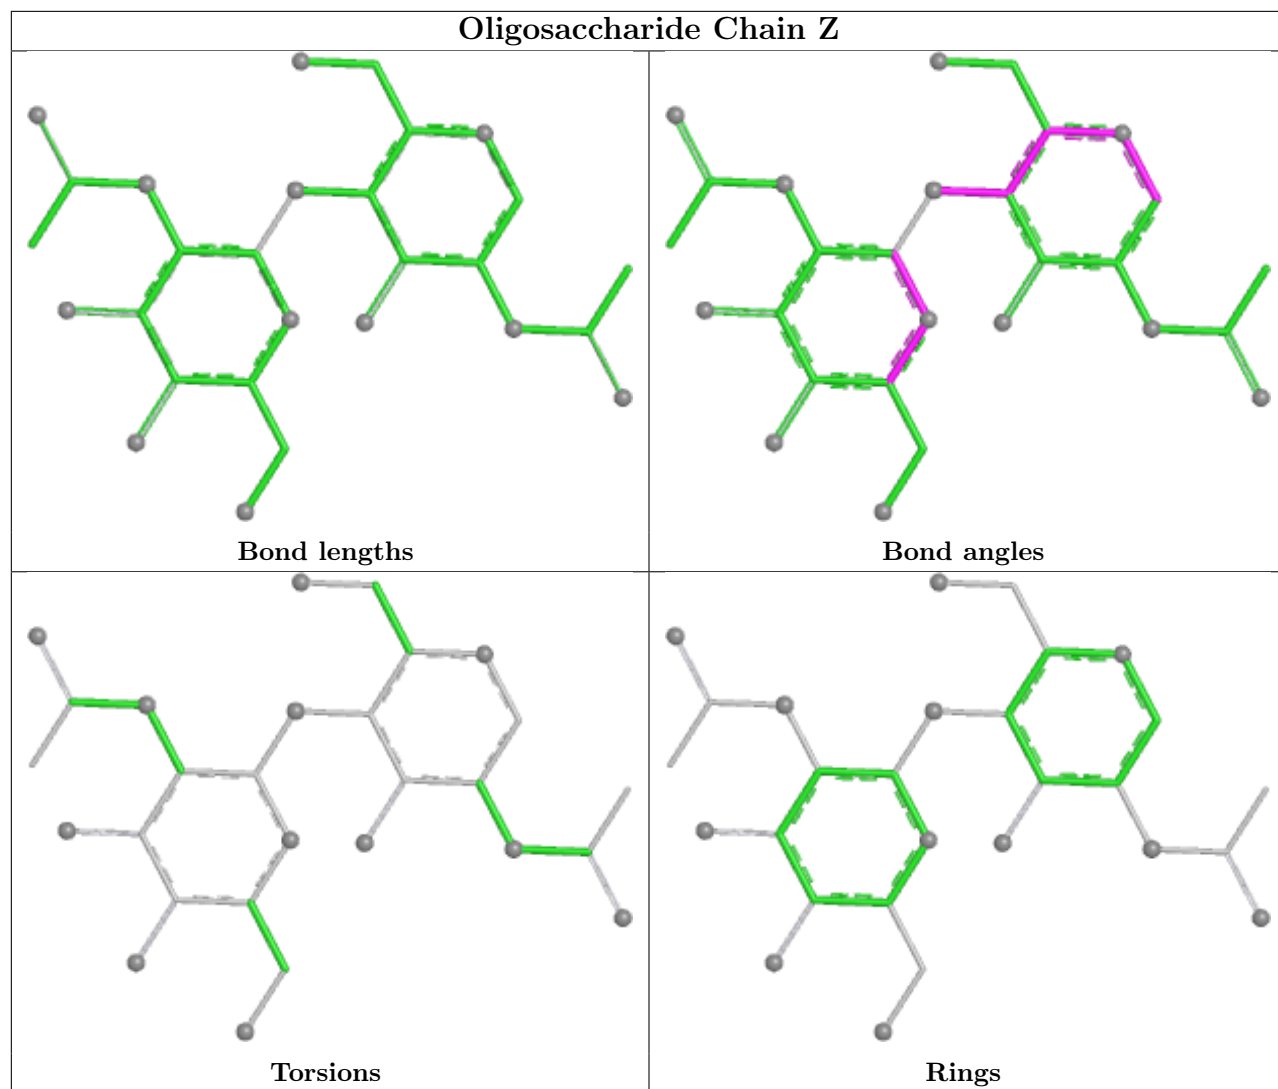 Oligosaccharide Chain Z
Bond lengths
Bond angles
Torsions
Rings